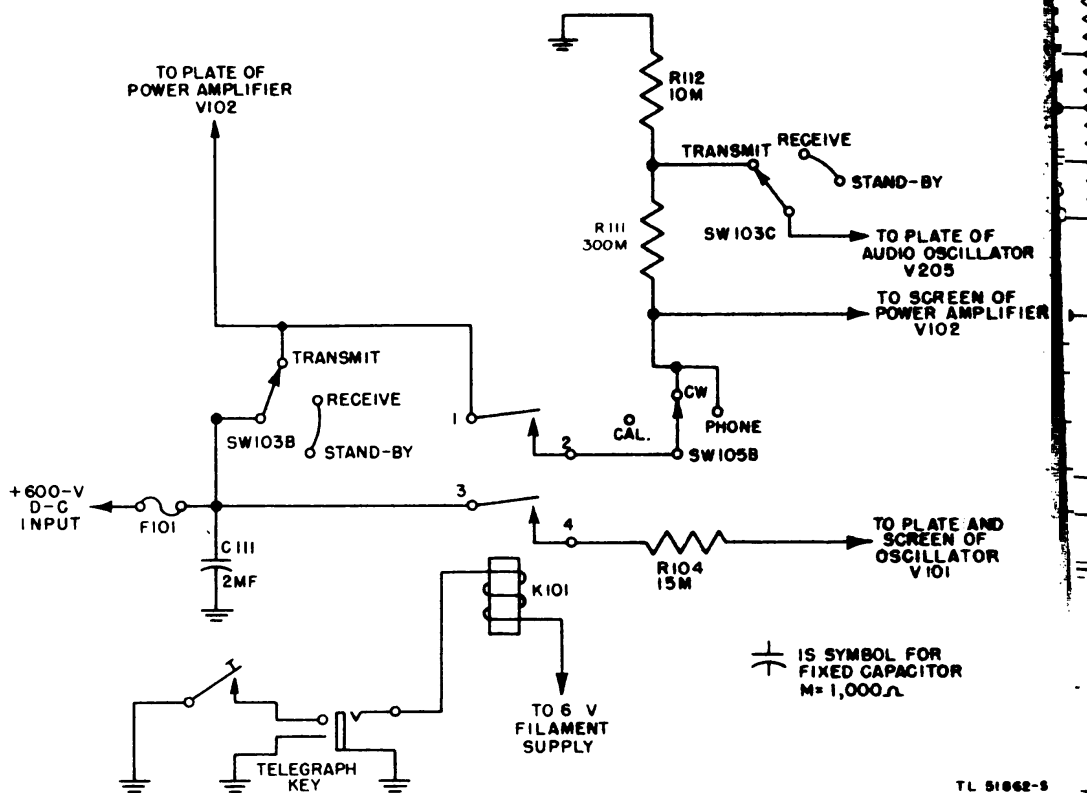 TO PLATE OF
POWER AMPLIFIER
V102
R112
10M
TRANSMIT
RECEIVE
STAND-BY
SW103C
R111
300M
TO PLATE OF
AUDIO OSCILLATOR
V205
TO SCREEN OF
POWER AMPLIFIER
V102
TRANSMIT
RECEIVE
SW103B
STAND-BY
1
2
CAL.
CW
PHONE
SW105B
+600-V
D-C
INPUT
F101
3
4
C111
2MF
R104
15M
TO PLATE AND
SCREEN OF
OSCILLATOR
V101
K101
TO 6 V
FILAMENT
SUPPLY
TELEGRAPH
KEY
IS SYMBOL FOR
FIXED CAPACITOR
M= 1,000Ω
TL 51862-S